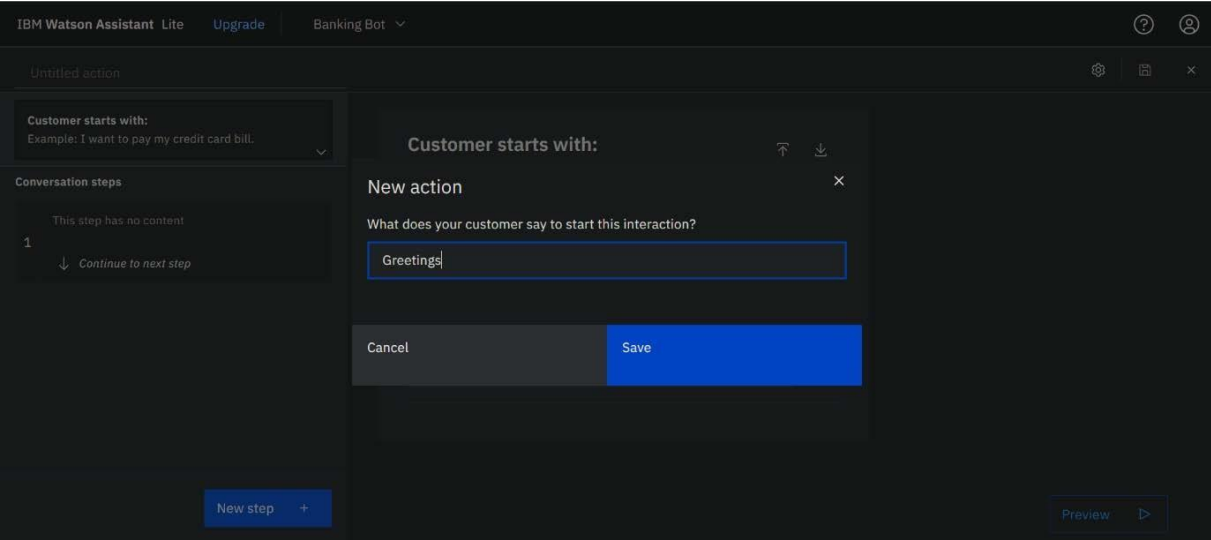 IBM Watson Assistant Lite Upgrade Banking Bot
Untitled action
Customer starts with:
Example: I want to pay my credit card bill.
Conversation steps
This step has no content
1
Continue to next step
New step +
Customer starts with:
New action
What does your customer say to start this interaction?
Greetings
Cancel
Save
Preview